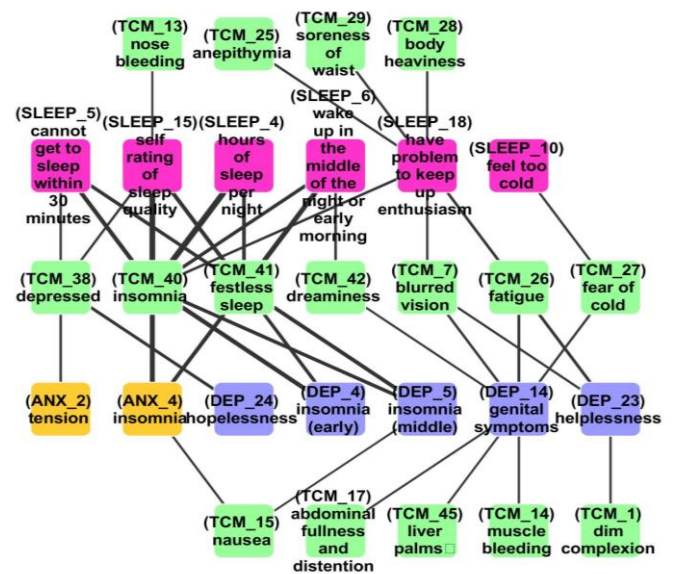 (TCM_13)
nose
bleeding
(TCM_25)
anepithymia
(TCM_29)
soreness
of
waist
(TCM_28)
body
heaviness
(SLEEP_5)
cannot
get to
sleep
within
30
minutes
(SLEEP_15)
self
rating
of
sleep
quality
(SLEEP_4)
hours
of
sleep
per
night
(SLEEP_6)
wake
up in
the
middle
of the
night or
early
morning
(SLEEP_18)
have
problem
to keep
up
enthusiasm
(SLEEP_10)
feel too
cold
(TCM_38)
depressed
(TCM_40)
insomnia
(TCM_41)
festless
sleep
(TCM_42)
dreaminess
(TCM_7)
blurred
vision
(TCM_26)
fatigue
(TCM_27)
fear of
cold
(ANX_2)
tension
(ANX_4)
insomnia
(DEP_24)
hopelessness
(DEP_4)
insomnia
(early)
(DEP_5)
insomnia
(middle)
(DEP_14)
genital
symptoms
(DEP_23)
helplessness
(TCM_15)
nausea
(TCM_17)
abdominal
fullness
and
distention
(TCM_45)
liver
palms□
(TCM_14)
muscle
bleeding
(TCM_1)
dim
complexion